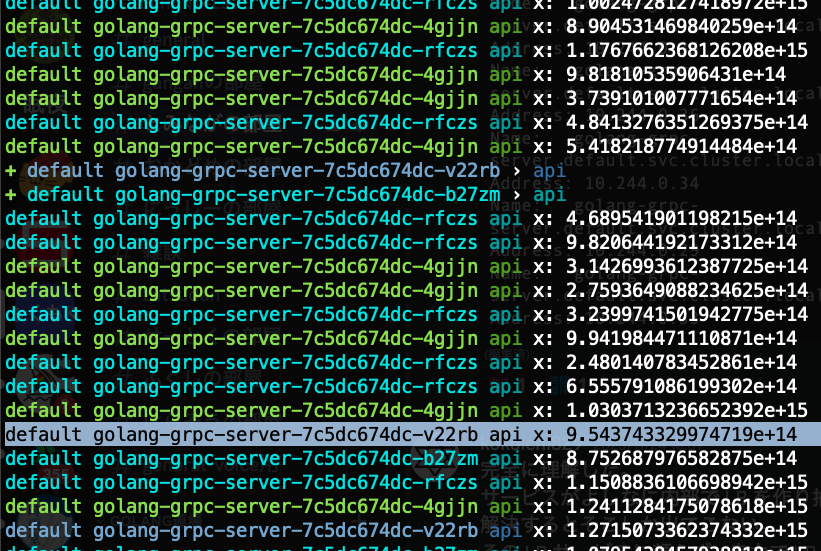 default golang-grpc-server-7c5dc674dc-rfczs api x: 1.0024728127418972e+15
default golang-grpc-server-7c5dc674dc-4gjjn api x: 8.904531469840259e+14
default golang-grpc-server-7c5dc674dc-rfczs api x: 1.1767662368126208e+15
default golang-grpc-server-7c5dc674dc-4gjjn api x: 9.81810535906431e+14
default golang-grpc-server-7c5dc674dc-4gjjn api x: 3.739101007771654e+14
default golang-grpc-server-7c5dc674dc-rfczs api x: 4.8413276351269375e+14
default golang-grpc-server-7c5dc674dc-4gjjn api x: 5.418218774914484e+14
+ default golang-grpc-server-7c5dc674dc-v22rb › api
+ default golang-grpc-server-7c5dc674dc-b27zm › api
default golang-grpc-server-7c5dc674dc-rfczs api x: 4.689541901198215e+14
default golang-grpc-server-7c5dc674dc-rfczs api x: 9.820644192173312e+14
default golang-grpc-server-7c5dc674dc-4gjjn api x: 3.1426093612387725e+14
default golang-grpc-server-7c5dc674dc-4gjjn api x: 2.7593649088234625e+14
default golang-grpc-server-7c5dc674dc-rfczs api x: 3.2399741501942775e+14
default golang-grpc-server-7c5dc674dc-4gjjn api x: 9.941984471110871e+14
default golang-grpc-server-7c5dc674dc-rfczs api x: 2.480140783452861e+14
default golang-grpc-server-7c5dc674dc-rfczs api x: 6.555791086199302e+14
default golang-grpc-server-7c5dc674dc-4gjjn api x: 1.0303713236652392e+15
default golang-grpc-server-7c5dc674dc-v22rb api x: 9.543743329974719e+14
default golang-grpc-server-7c5dc674dc-b27zm api x: 8.752687976582875e+14
default golang-grpc-server-7c5dc674dc-rfczs api x: 1.1508836106698942e+15
default golang-grpc-server-7c5dc674dc-4gjjn api x: 1.2411284175078618e+15
default golang-grpc-server-7c5dc674dc-v22rb api x: 1.2715073862374332e+15